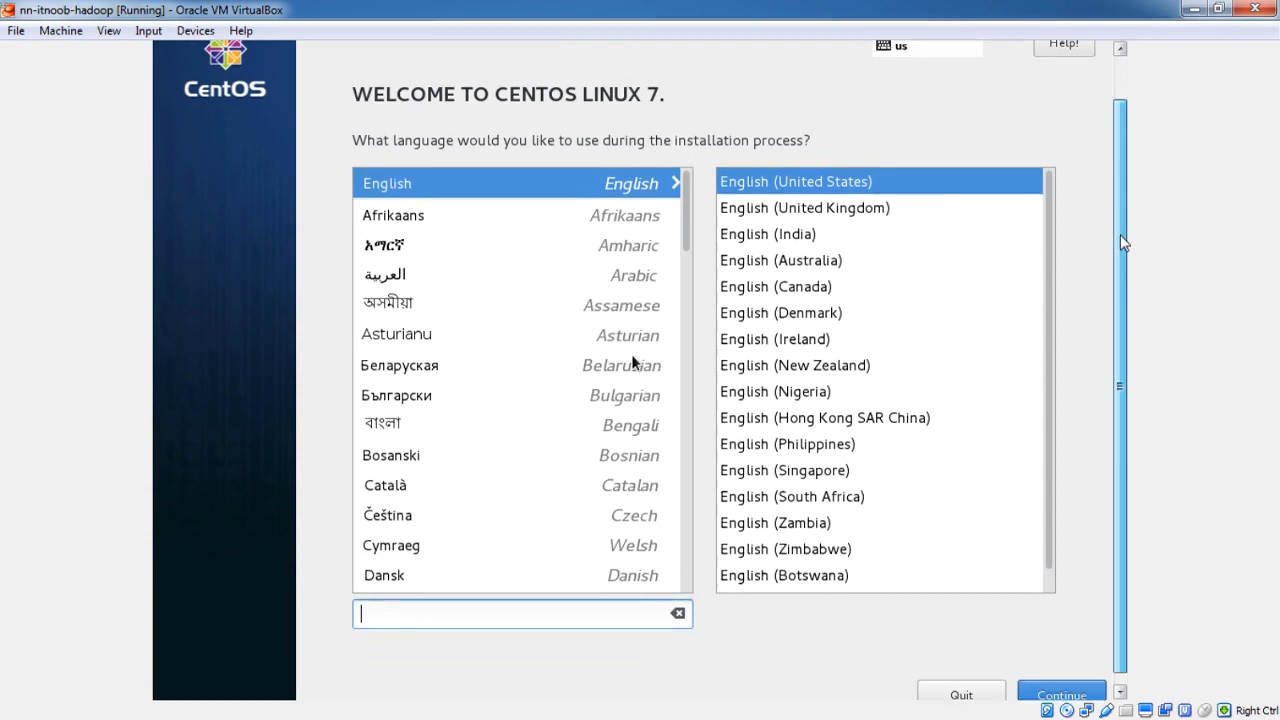 nn-itnoob-hadoop [Running] - Oracle VM VirtualBox
File Machine View Input Devices Help
us
Help!
CentOS
WELCOME TO CENTOS LINUX 7.
What language would you like to use during the installation process?
English English
Afrikaans Afrikaans
አማርኛ Amharic
العربية Arabic
অসমীয়া Assamese
Asturianu Asturian
Беларуская Belarusian
Български Bulgarian
বাংলা Bengali
Bosanski Bosnian
Català Catalan
Čeština Czech
Cymraeg Welsh
Dansk Danish
English (United States)
English (United Kingdom)
English (India)
English (Australia)
English (Canada)
English (Denmark)
English (Ireland)
English (New Zealand)
English (Nigeria)
English (Hong Kong SAR China)
English (Philippines)
English (Singapore)
English (South Africa)
English (Zambia)
English (Zimbabwe)
English (Botswana)
Quit
Continue
Right Ctrl